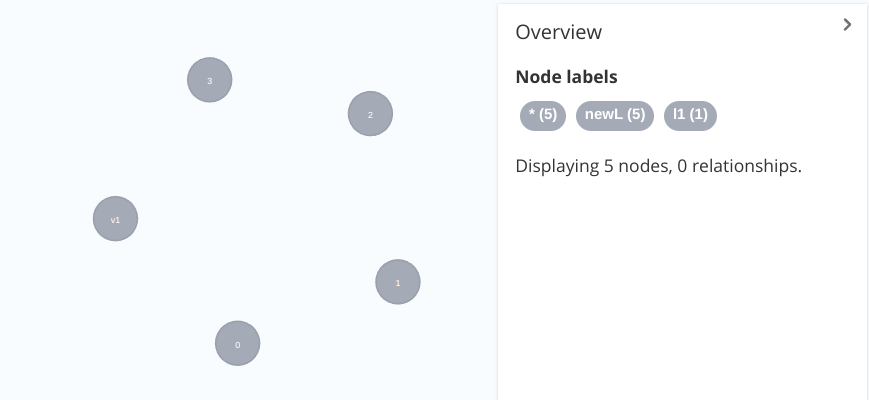 3
2
v1
1
0
Overview
Node labels
* (5) newL (5) l1 (1)
Displaying 5 nodes, 0 relationships.